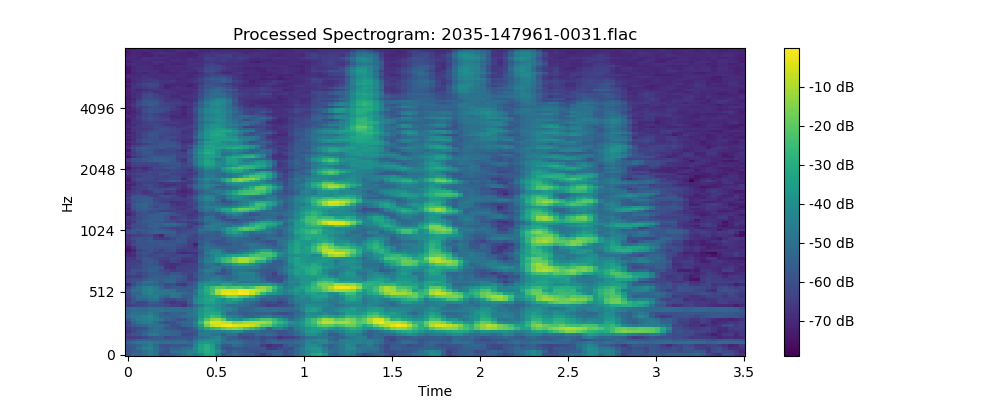 Processed Spectrogram: 2035-147961-0031.flac
Hz
4096
2048
1024
512
0
0 0.5 1 1.5 2 2.5 3 3.5
Time
-10 dB
-20 dB
-30 dB
-40 dB
-50 dB
-60 dB
-70 dB